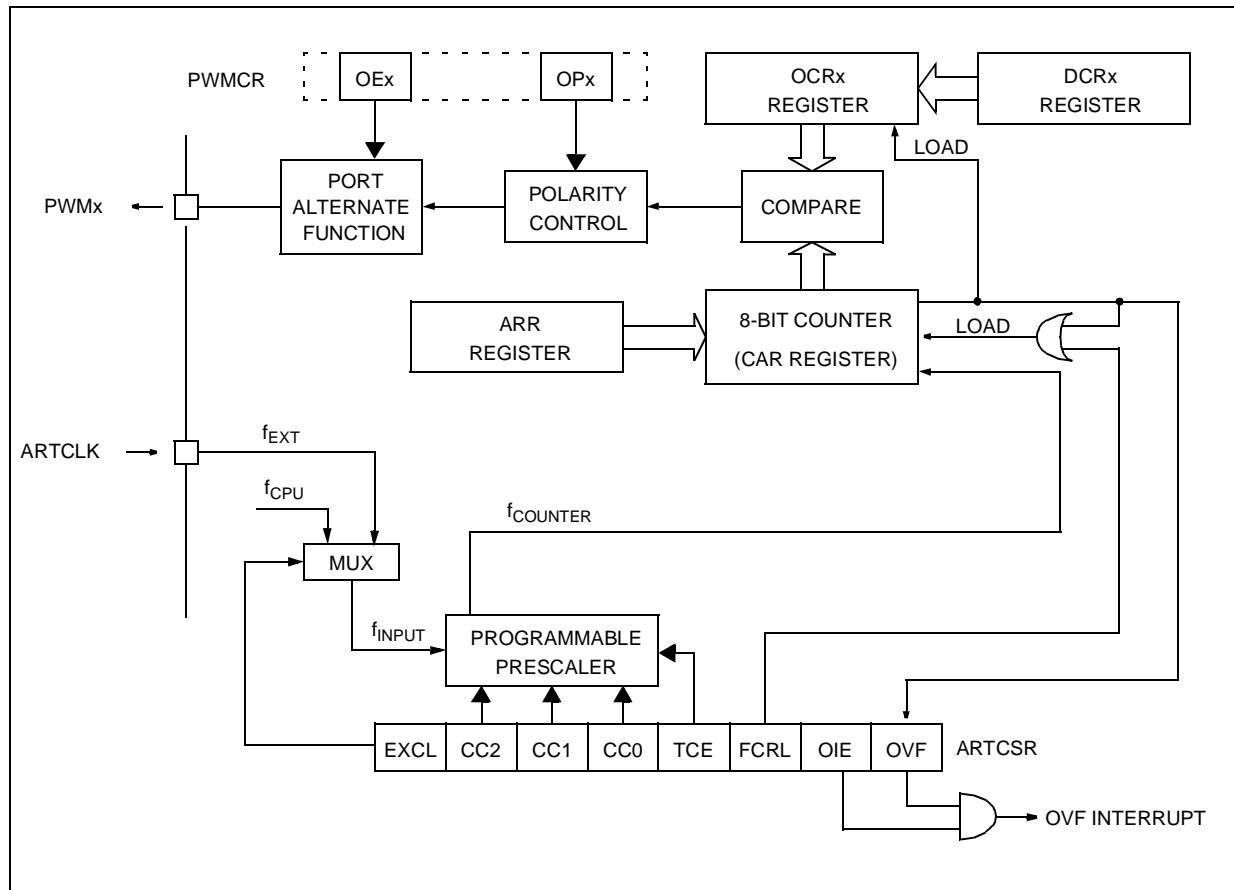 PWMCR
OEx
OPx
OCRx
REGISTER
DCRx
REGISTER
LOAD
PWMx
PORT
ALTERNATE
FUNCTION
POLARITY
CONTROL
COMPARE
ARR
REGISTER
8-BIT COUNTER
(CAR REGISTER)
LOAD
ARTCLK
fEXT
fCPU
fCOUNTER
MUX
fINPUT
PROGRAMMABLE
PRESCALER
EXCL CC2 CC1 CC0 TCE FCRL OIE OVF ARTCSR
OVF INTERRUPT